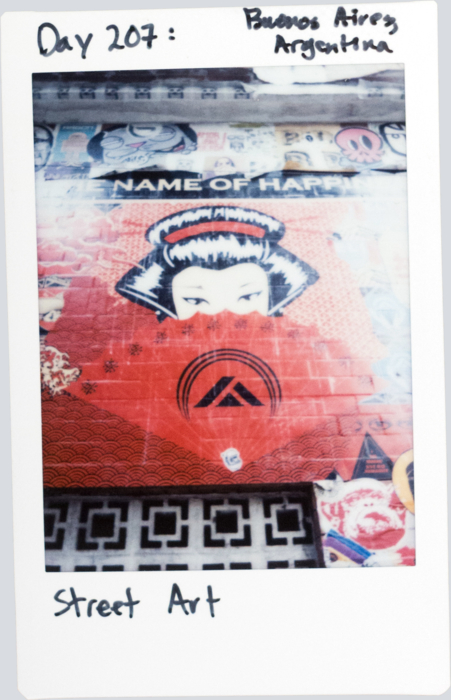 Day 207:
Buenos Aires,
Argentina
E NAME OF HAPPI
Street Art